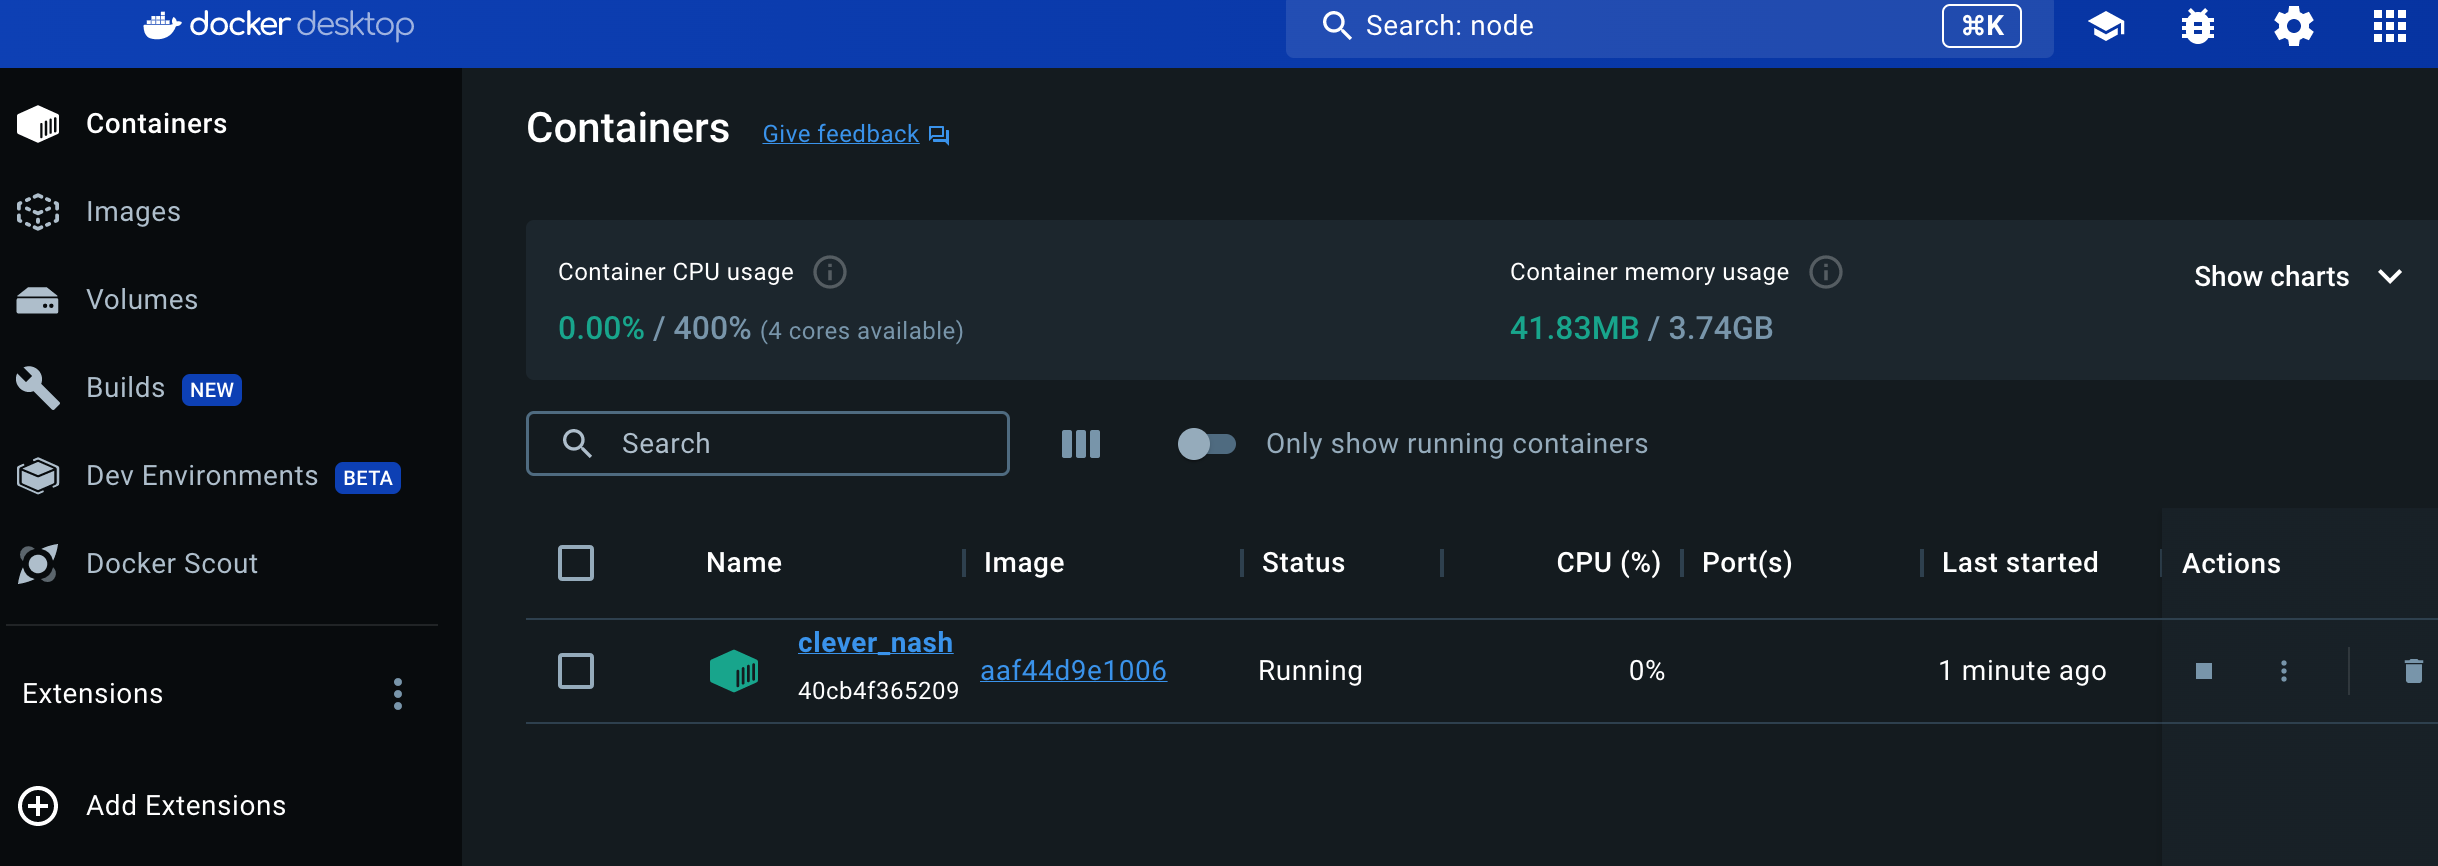 docker desktop
Search: node
⌘K
Containers
Images
Volumes
Builds NEW
Dev Environments BETA
Docker Scout
Extensions
Add Extensions
Containers
Give feedback
Container CPU usage
0.00% / 400% (4 cores available)
Container memory usage
41.83MB / 3.74GB
Show charts
Search
Only show running containers
Name Image Status CPU (%) Port(s) Last started Actions
clever_nash
40cb4f365209
aaf44d9e1006 Running 0% 1 minute ago